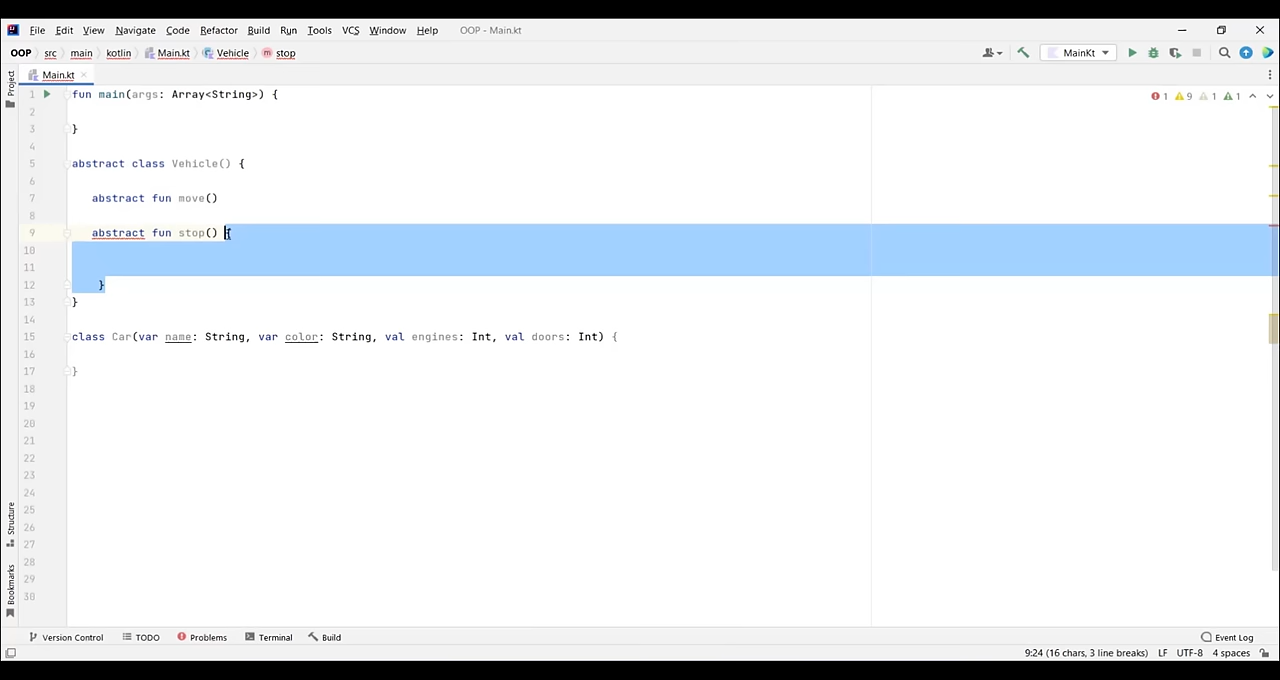 File Edit View Navigate Code Refactor Build Run Tools VCS Window Help OOP - Main.kt
OOP src main kotlin Main.kt Vehicle stop MainKt
Project Main.kt
1 fun main(args: Array<String>) { 1 9 1 1
2
3 }
4
5 abstract class Vehicle() {
6
7 abstract fun move()
8
9 abstract fun stop() {
10
11
12 }
13 }
14
15 class Car(var name: String, var color: String, val engines: Int, val doors: Int) {
16
17 }
18
19
20
21
22
23
24
25
26
27
28
29
30
Structure
Bookmarks
Version Control TODO Problems Terminal Build Event Log
9:24 (16 chars, 3 line breaks) LF UTF-8 4 spaces